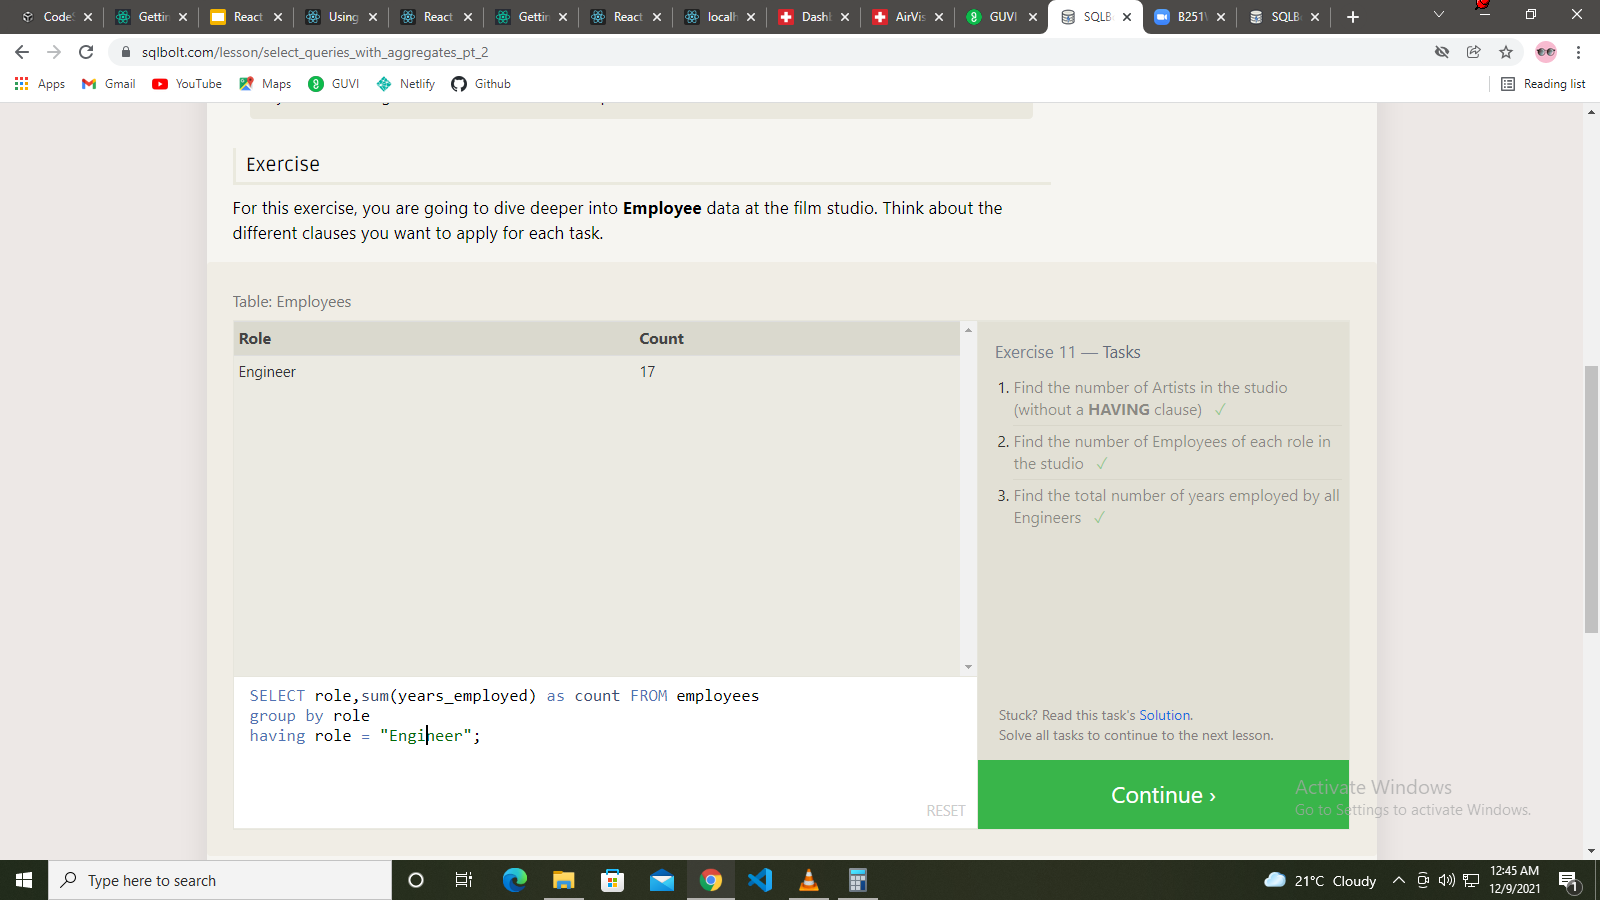 CodeS
Gettin
React
Using
React
Gettin
React
localh
Dash
AirVis
GUVI
SQLB
B251
SQLB
sqlbolt.com/lesson/select_queries_with_aggregates_pt_2
Apps Gmail YouTube Maps GUVI Netlify Github Reading list
Exercise
For this exercise, you are going to dive deeper into Employee data at the film studio. Think about the
different clauses you want to apply for each task.
Table: Employees
Role Count
Engineer 17
Exercise 11 — Tasks
1. Find the number of Artists in the studio
(without a HAVING clause) ✓
2. Find the number of Employees of each role in
the studio ✓
3. Find the total number of years employed by all
Engineers ✓
SELECT role,sum(years_employed) as count FROM employees
group by role
having role = "Engineer";
RESET
Stuck? Read this task's Solution.
Solve all tasks to continue to the next lesson.
Continue ›
Activate Windows
Go to Settings to activate Windows.
Type here to search
21°C Cloudy
12:45 AM
12/9/2021
1